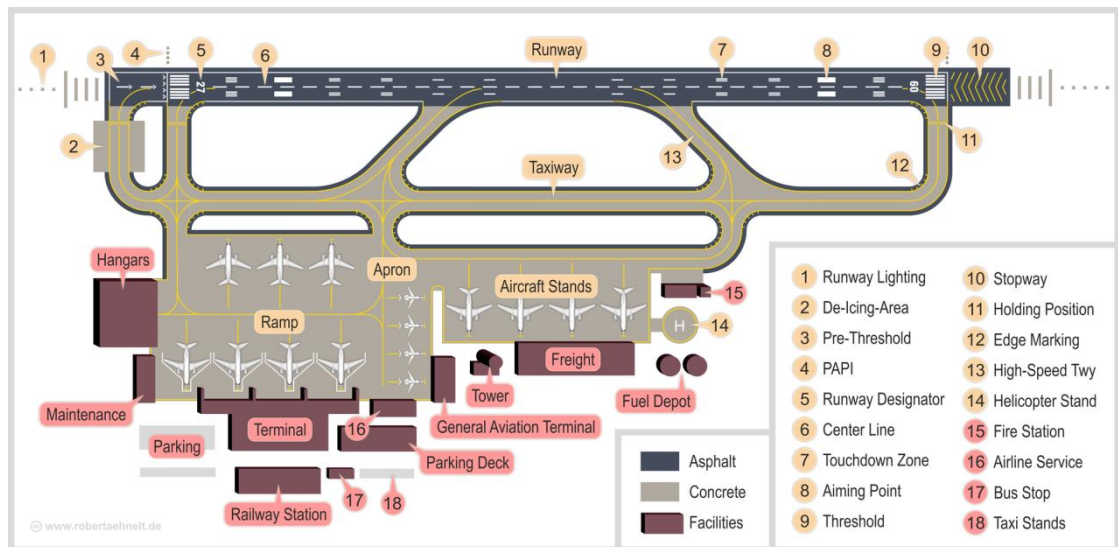 1
3
4
5
6
Runway
7
8
9
10
27
09
2
13
11
12
Taxiway
Hangars
Apron
Aircraft Stands
15
Ramp
14
H
Freight
Tower
Fuel Depot
Maintenance
16
General Aviation Terminal
Parking
Terminal
Parking Deck
17
18
Railway Station
Asphalt
Concrete
Facilities
1 Runway Lighting
2 De-Icing-Area
3 Pre-Threshold
4 PAPI
5 Runway Designator
6 Center Line
7 Touchdown Zone
8 Aiming Point
9 Threshold
10 Stopway
11 Holding Position
12 Edge Marking
13 High-Speed Twy
14 Helicopter Stand
15 Fire Station
16 Airline Service
17 Bus Stop
18 Taxi Stands
www.robertaehnelt.de